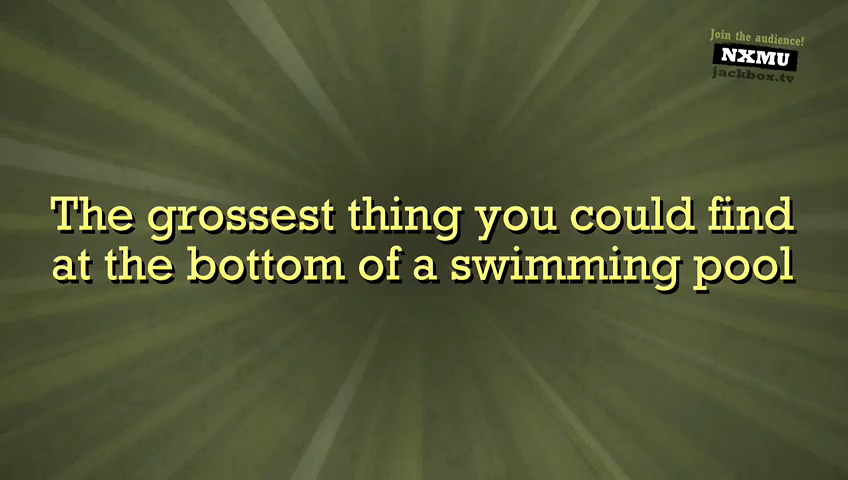 Join the audience!
NXMU
jackbox.tv
The grossest thing you could find
at the bottom of a swimming pool